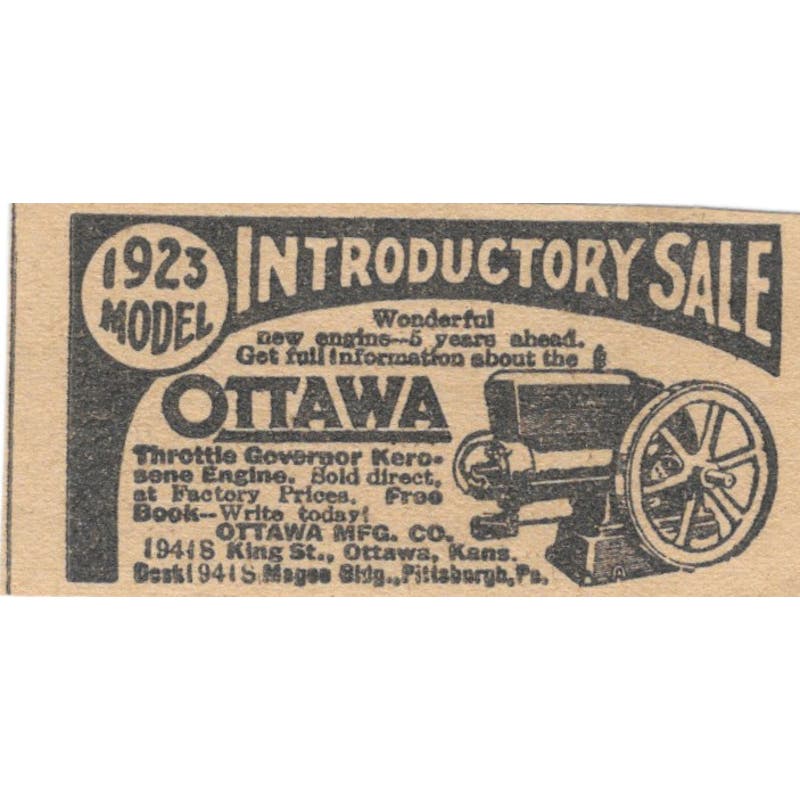 1923
MODEL
INTRODUCTORY SALE
Wonderful
new engine--5 years ahead.
Get full information about the
OTTAWA
Throttle Governor Kero-
sene Engine. Sold direct,
at Factory Prices. Free
Book--Write today!
OTTAWA MFG. CO.
1941S King St., Ottawa, Kans.
Desk1941S Magee Bldg., Pittsburgh, Pa.